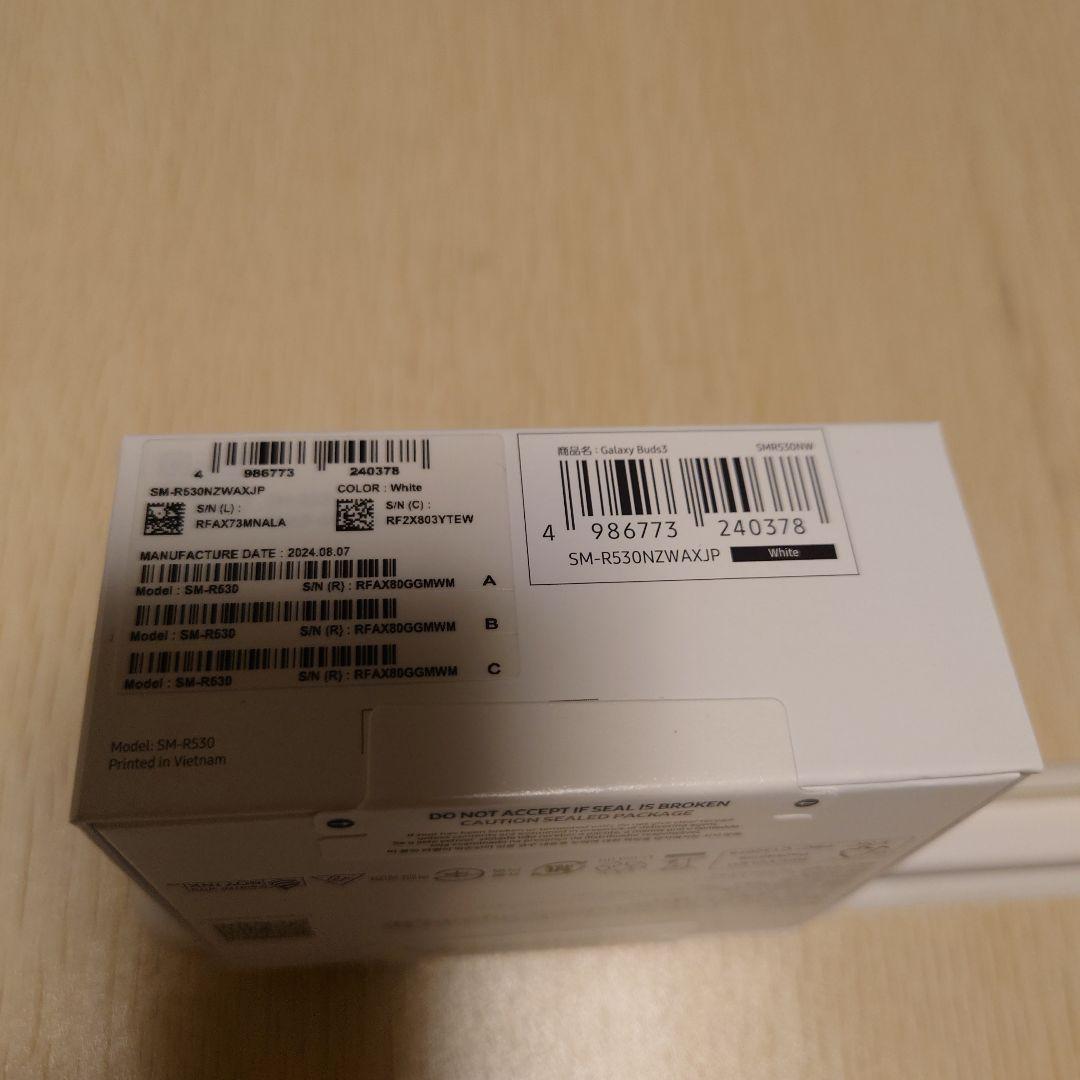 4 986773 240378
SM-R530NZWAXJP
COLOR : White
S/N (L) :
RFAX73MNALA
S/N (C) :
RF2X803YTEW
MANUFACTURE DATE : 2024.08.07
Model : SM-R530 S/N (R) : RFAX80GGMWM A
Model : SM-R530 S/N (R) : RFAX80GGMWM B
Model : SM-R530 S/N (R) : RFAX80GGMWM C
商品名 : Galaxy Buds3 SMR530NW
4 986773 240378
SM-R530NZWAXJP White
Model: SM-R530
Printed in Vietnam
DO NOT ACCEPT IF SEAL IS BROKEN
CAUTION SEALED PACKAGE